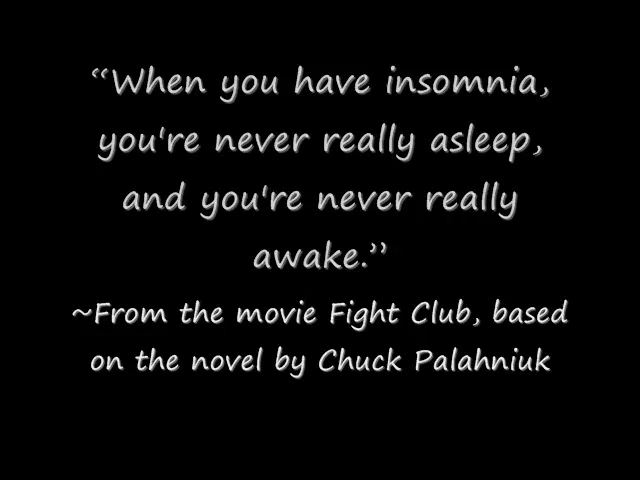 “When you have insomnia,
you're never really asleep,
and you're never really
awake.”
~From the movie Fight Club, based
on the novel by Chuck Palahniuk